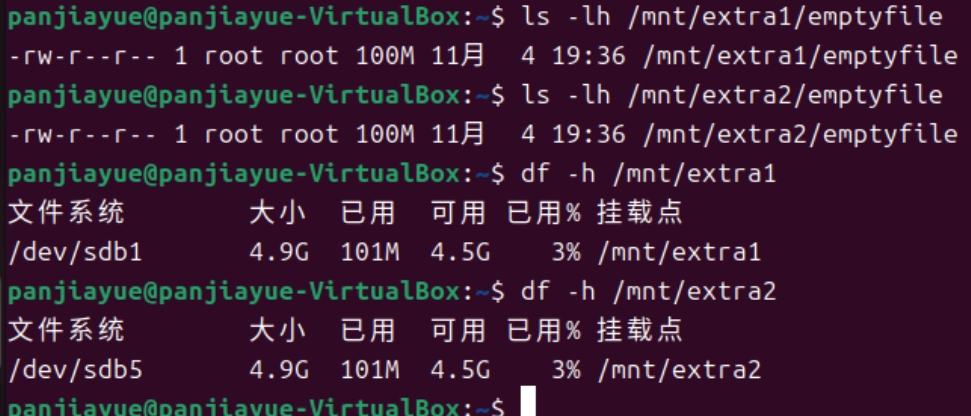 panjiayue@panjiayue-VirtualBox:~$ ls -lh /mnt/extra1/emptyfile
-rw-r--r-- 1 root root 100M 11月  4 19:36 /mnt/extra1/emptyfile
panjiayue@panjiayue-VirtualBox:~$ ls -lh /mnt/extra2/emptyfile
-rw-r--r-- 1 root root 100M 11月  4 19:36 /mnt/extra2/emptyfile
panjiayue@panjiayue-VirtualBox:~$ df -h /mnt/extra1
文件系统        大小  已用  可用 已用% 挂载点
/dev/sdb1       4.9G  101M  4.5G    3% /mnt/extra1
panjiayue@panjiayue-VirtualBox:~$ df -h /mnt/extra2
文件系统        大小  已用  可用 已用% 挂载点
/dev/sdb5       4.9G  101M  4.5G    3% /mnt/extra2
panjiayue@panjiayue-VirtualBox:~$